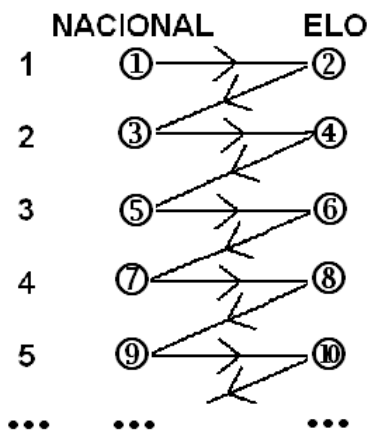 NACIONAL ELO
1 ① ②
2 ③ ④
3 ⑤ ⑥
4 ⑦ ⑧
5 ⑨ ⑩
... ... ...